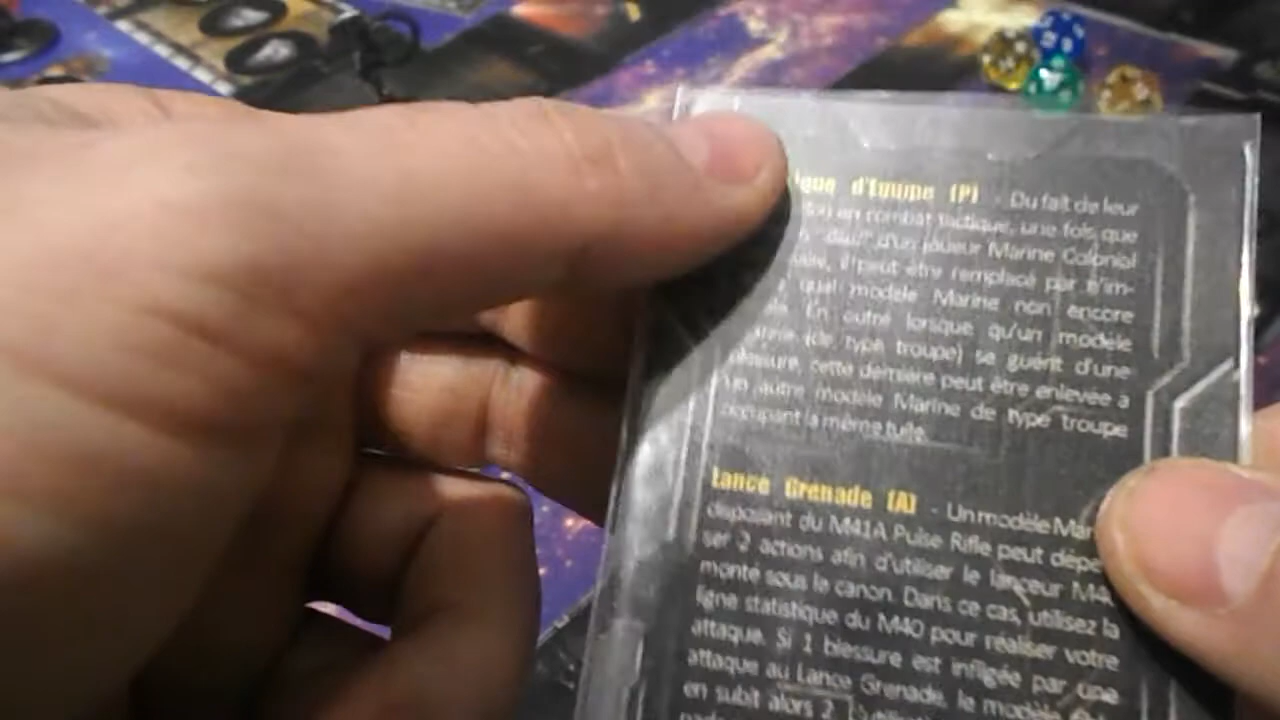 d'Equipe (P) - Du fait de leur
en combat tactique, une fois que
d'un joueur Marine Colonial
il peut être remplacé par n'im-
quel modèle Marine non encore
En outre lorsque qu'un modèle
(de type troupe) se guérit d'une
blessure, cette dernière peut être enlevée à
un autre modèle Marine de type troupe
occupant la même tuile.
Lance Grenade (A) - Un modèle Mar
disposant du M41A Pulse Rifle peut dépe
ser 2 actions afin d'utiliser le lanceur M4
monté sous le canon. Dans ce cas, utilisez la
ligne statistique du M40 pour réaliser votre
attaque. Si 1 blessure est infligée par une
attaque au Lance Grenade, le modèle
en subit alors 2.